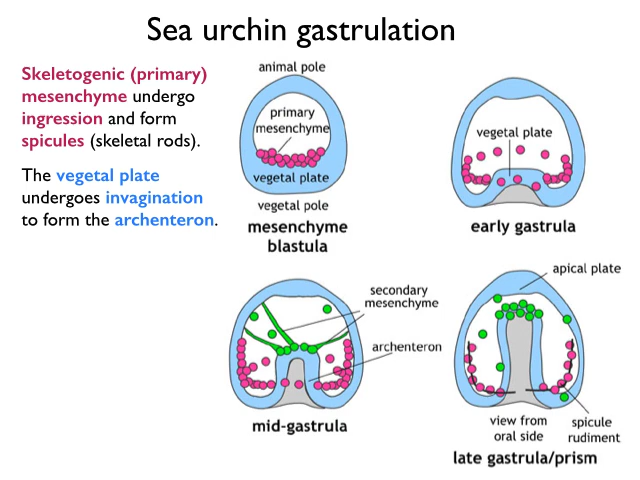 Sea urchin gastrulation
Skeletogenic (primary)
mesenchyme undergo
ingression and form
spicules (skeletal rods).
The vegetal plate
undergoes invagination
to form the archenteron.
animal pole
primary
mesenchyme
vegetal plate
vegetal pole
mesenchyme
blastula
vegetal plate
early gastrula
secondary
mesenchyme
archenteron
mid-gastrula
apical plate
view from
oral side
spicule
rudiment
late gastrula/prism